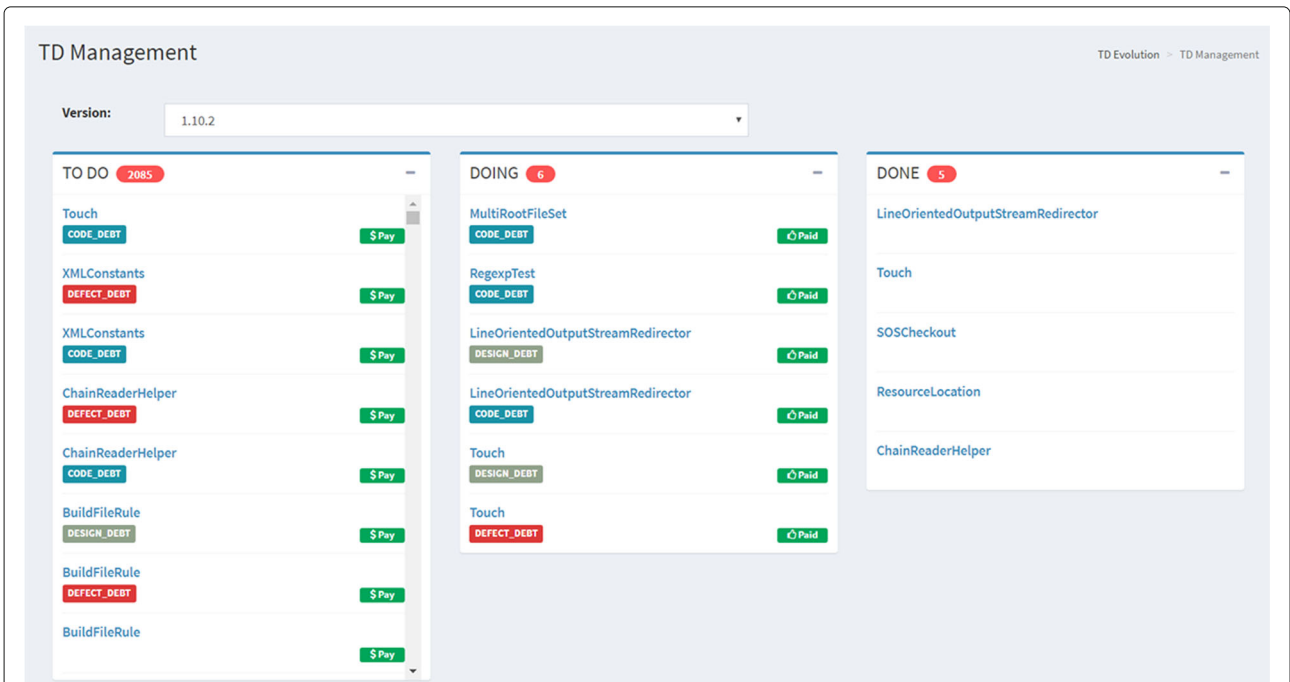 TD Management
TD Evolution > TD Management
Version:
1.10.2
TO DO 2085
Touch
CODE_DEBT
$ Pay
XMLConstants
DEFECT_DEBT
$ Pay
XMLConstants
CODE_DEBT
$ Pay
ChainReaderHelper
DEFECT_DEBT
$ Pay
ChainReaderHelper
CODE_DEBT
$ Pay
BuildFileRule
DESIGN_DEBT
$ Pay
BuildFileRule
DEFECT_DEBT
$ Pay
BuildFileRule
$ Pay
DOING 6
MultiRootFileSet
CODE_DEBT
Paid
RegexpTest
CODE_DEBT
Paid
LineOrientedOutputStreamRedirector
DESIGN_DEBT
Paid
LineOrientedOutputStreamRedirector
CODE_DEBT
Paid
Touch
DESIGN_DEBT
Paid
Touch
DEFECT_DEBT
Paid
DONE 5
LineOrientedOutputStreamRedirector
Touch
SOSCheckout
ResourceLocation
ChainReaderHelper